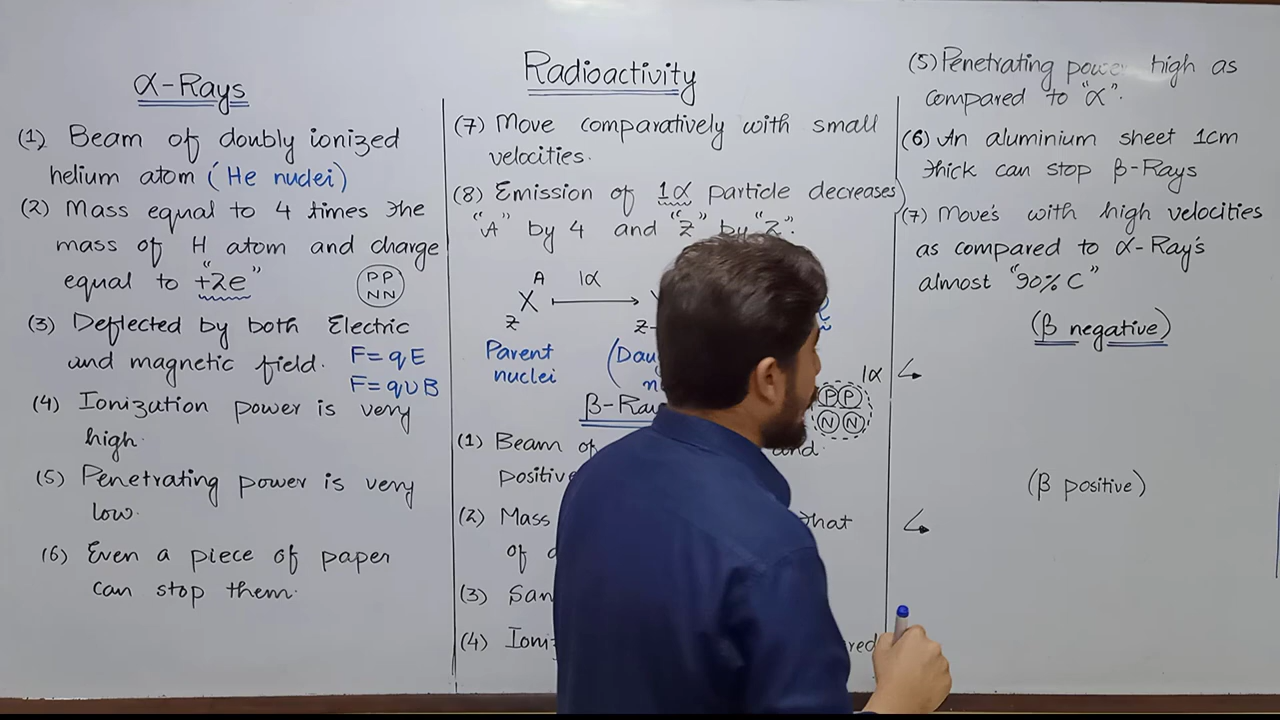 Radioactivity
α-Rays
(1) Beam of doubly ionized
helium atom (He nuclei)
(2) Mass equal to 4 times the
mass of H atom and charge
equal to "+2e"
PP
NN
(3) Deflected by both Electric
and magnetic field.
F = qE
F = qυB
(4) Ionization power is very
high.
(5) Penetrating power is very
low.
(6) Even a piece of paper
can stop them.
(7) Move comparatively with small
velocities.
(8) Emission of 1α particle decreases
"A" by 4 and "Z" by "2".
A
X
Z
1α
Z-
Parent
nuclei
1α
PP
NN
(1) Beam of and
(2) Mass that
of
(3)
(4)
(5) Penetrating power high as
compared to "α".
(6) An aluminium sheet 1cm
thick can stop β-Rays
(7) Move's with high velocities
as compared to α-Ray's
almost "90% C"
(β negative)
(β positive)